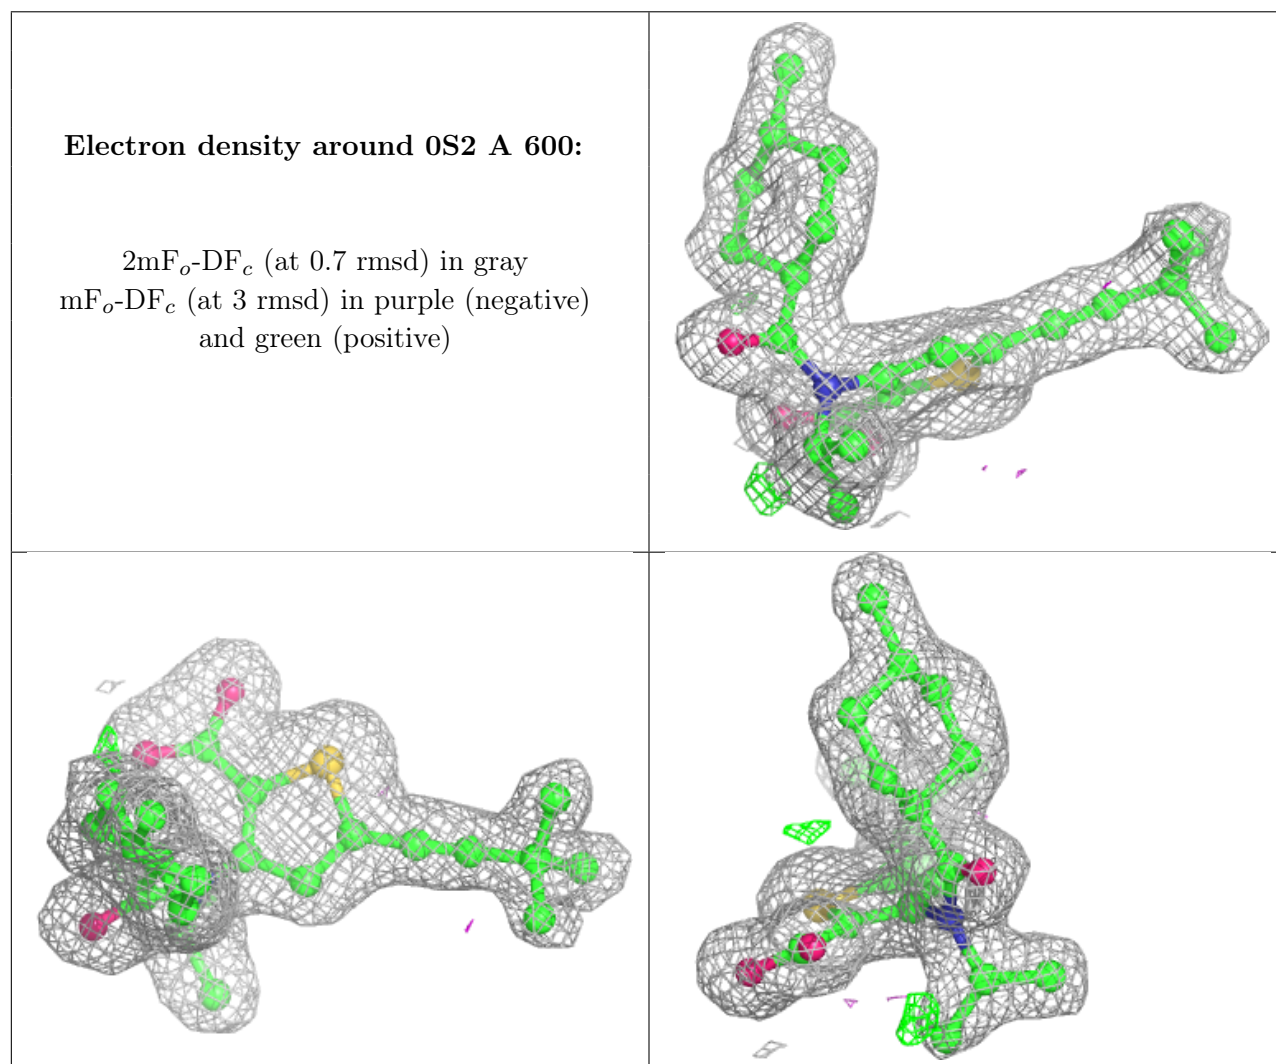 Electron density around 0S2 A 600:
2mFo-DFc (at 0.7 rmsd) in gray
mFo-DFc (at 3 rmsd) in purple (negative)
and green (positive)